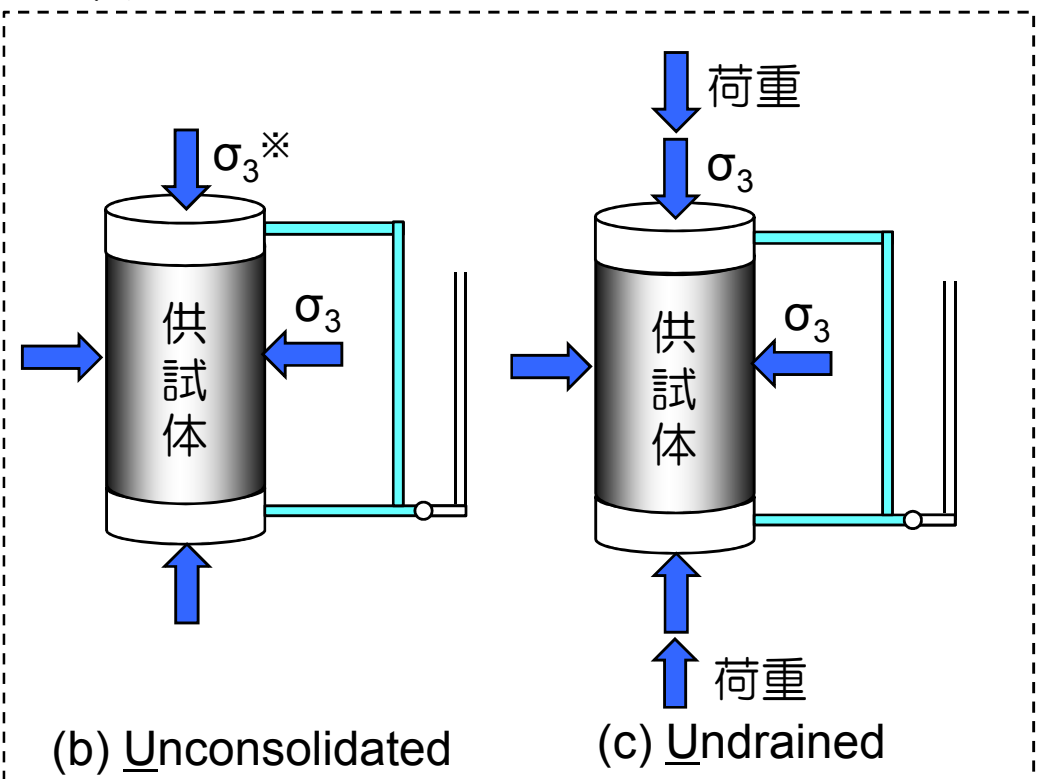 σ3※
σ3
供試体
(b) Unconsolidated
荷重
σ3
σ3
供試体
荷重
(c) Undrained